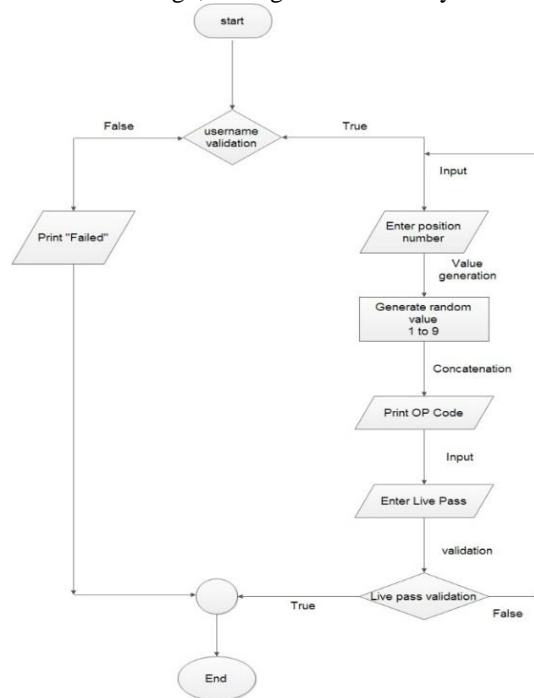 start
False
username
validation
True
Input
Print "Failed"
Enter position
number
Value
generation
Generate random
value
1 to 9
Concatenation
Print OP Code
Input
Enter Live Pass
validation
True
Live pass validation
False
End